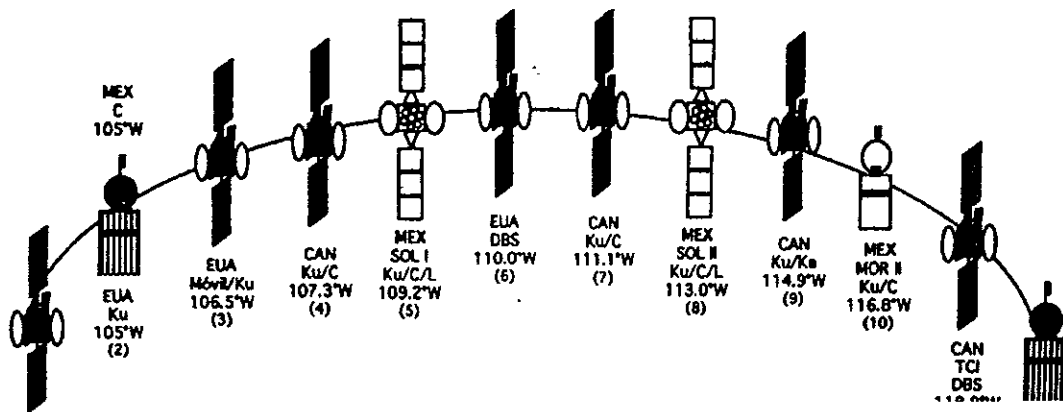 MEX
C
105°W
EUA
Ku
105°W
(2)
EUA
Móvil/Ku
106.5°W
(3)
CAN
Ku/C
107.3°W
(4)
MEX
SOL I
Ku/C/L
109.2°W
(5)
EUA
DBS
110.0°W
(6)
CAN
Ku/C
111.1°W
(7)
MEX
SOL II
Ku/C/L
113.0°W
(8)
CAN
Ku/Ka
114.9°W
(9)
MEX
MOR II
Ku/C
116.8°W
(10)
CAN
TCI
DBS